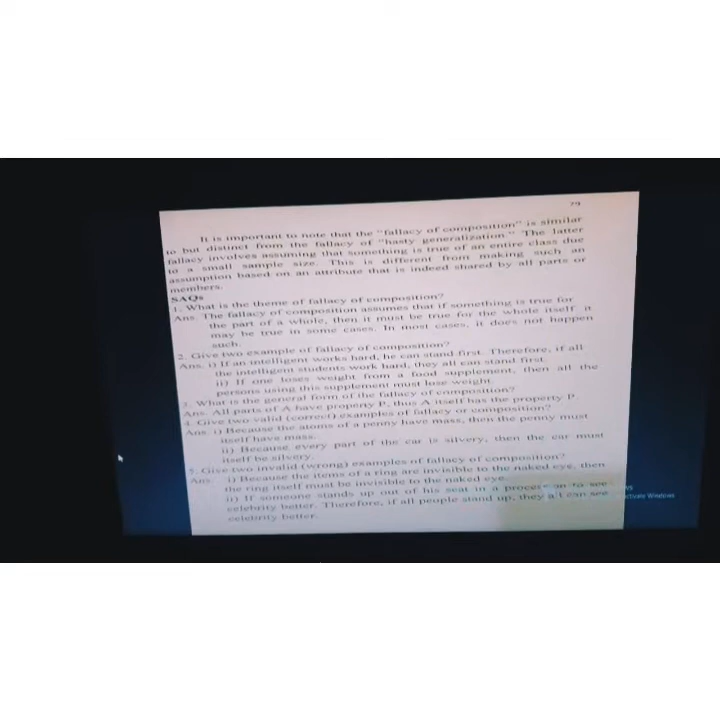 79
It is important to note that the "fallacy of composition" is similar
to but distinct from the fallacy of "hasty generalization." The latter
fallacy involves assuming that something is true of an entire class due
to a small sample size. This is different from making such an
assumption based on an attribute that is indeed shared by all parts or
members.
SAQs
1. What is the theme of fallacy of composition?
Ans. The fallacy of composition assumes that if something is true for
the part of a whole, then it must be true for the whole itself it
may be true in some cases. In most cases, it does not happen
such.
2. Give two example of fallacy of composition?
Ans. i) If an intelligent works hard, he can stand first. Therefore, if all
the intelligent students work hard, they all can stand first.
ii) If one loses weight from a food supplement, then all the
persons using this supplement must lose weight.
3. What is the general form of the fallacy of composition?
Ans. All parts of A have property P, thus A itself has the property P
4. Give two valid (correct) examples of fallacy or composition?
Ans. i) Because the atoms of a penny have mass, then the penny must
itself have mass.
ii) Because every part of the car is silvery, then the car must
itself be silvery.
5. Give two invalid (wrong) examples of fallacy of composition?
Ans. i) Because the items of a ring are invisible to the naked eye, then
the ring itself must be invisible to the naked eye.
ii) If someone stands up out of his seat in a to see
celebrity better. Therefore, if all people stand up, they all can see
celebrity better.
Windows